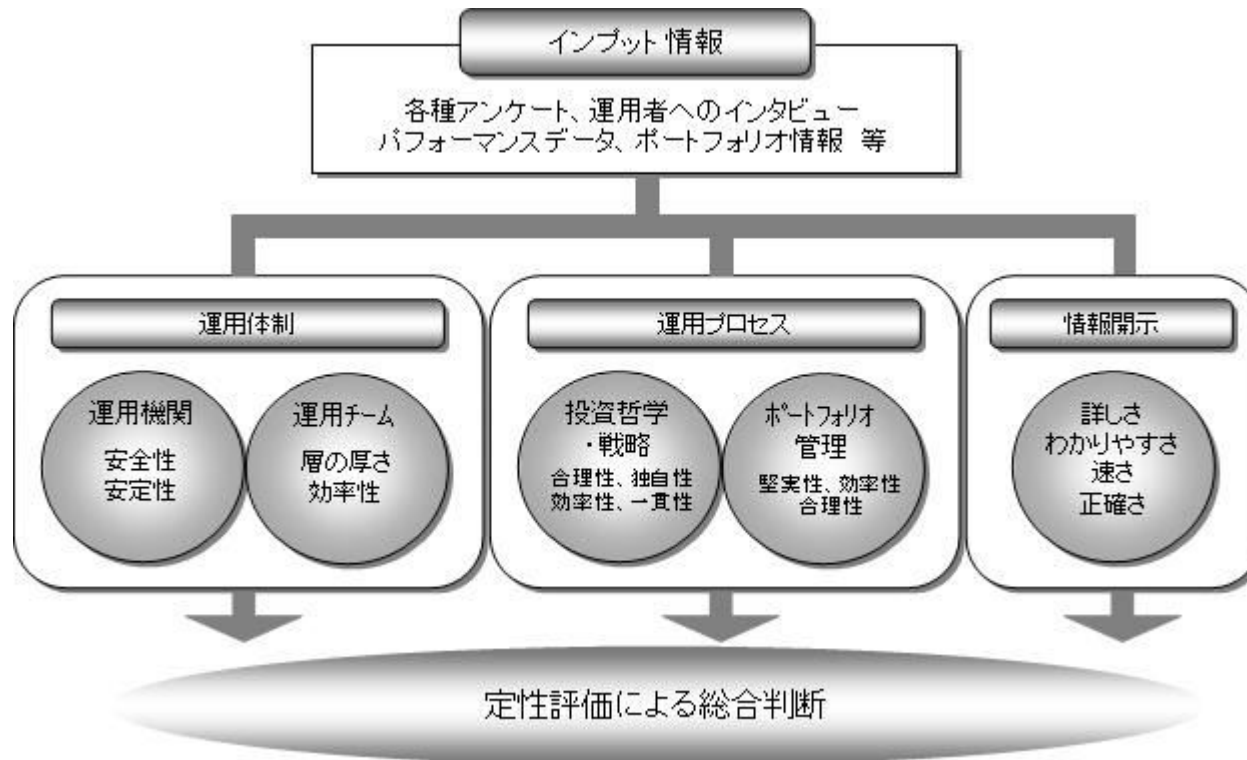 インプット情報
各種アンケート、運用者へのインタビュー
パフォーマンスデータ、ポートフォリオ情報 等
運用体制
運用機関
安全性
安定性
運用チーム
層の厚さ
効率性
運用プロセス
投資哲学
・戦略
合理性、独自性
効率性、一貫性
ポートフォリオ
管理
堅実性、効率性
合理性
情報開示
詳しさ
わかりやすさ
速さ
正確さ
定性評価による総合判断